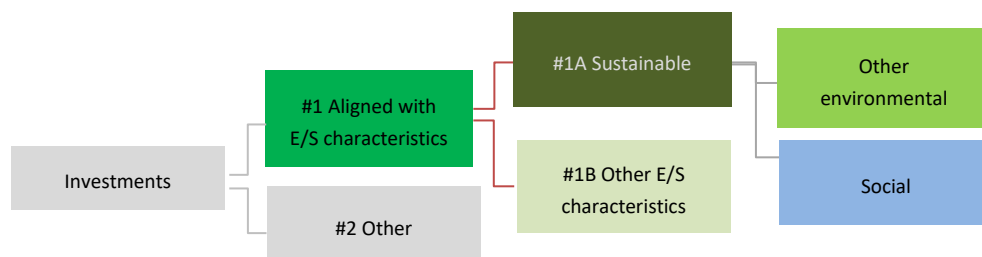 Investments
#1 Aligned with
E/S characteristics
#2 Other
#1A Sustainable
#1B Other E/S
characteristics
Other
environmental
Social